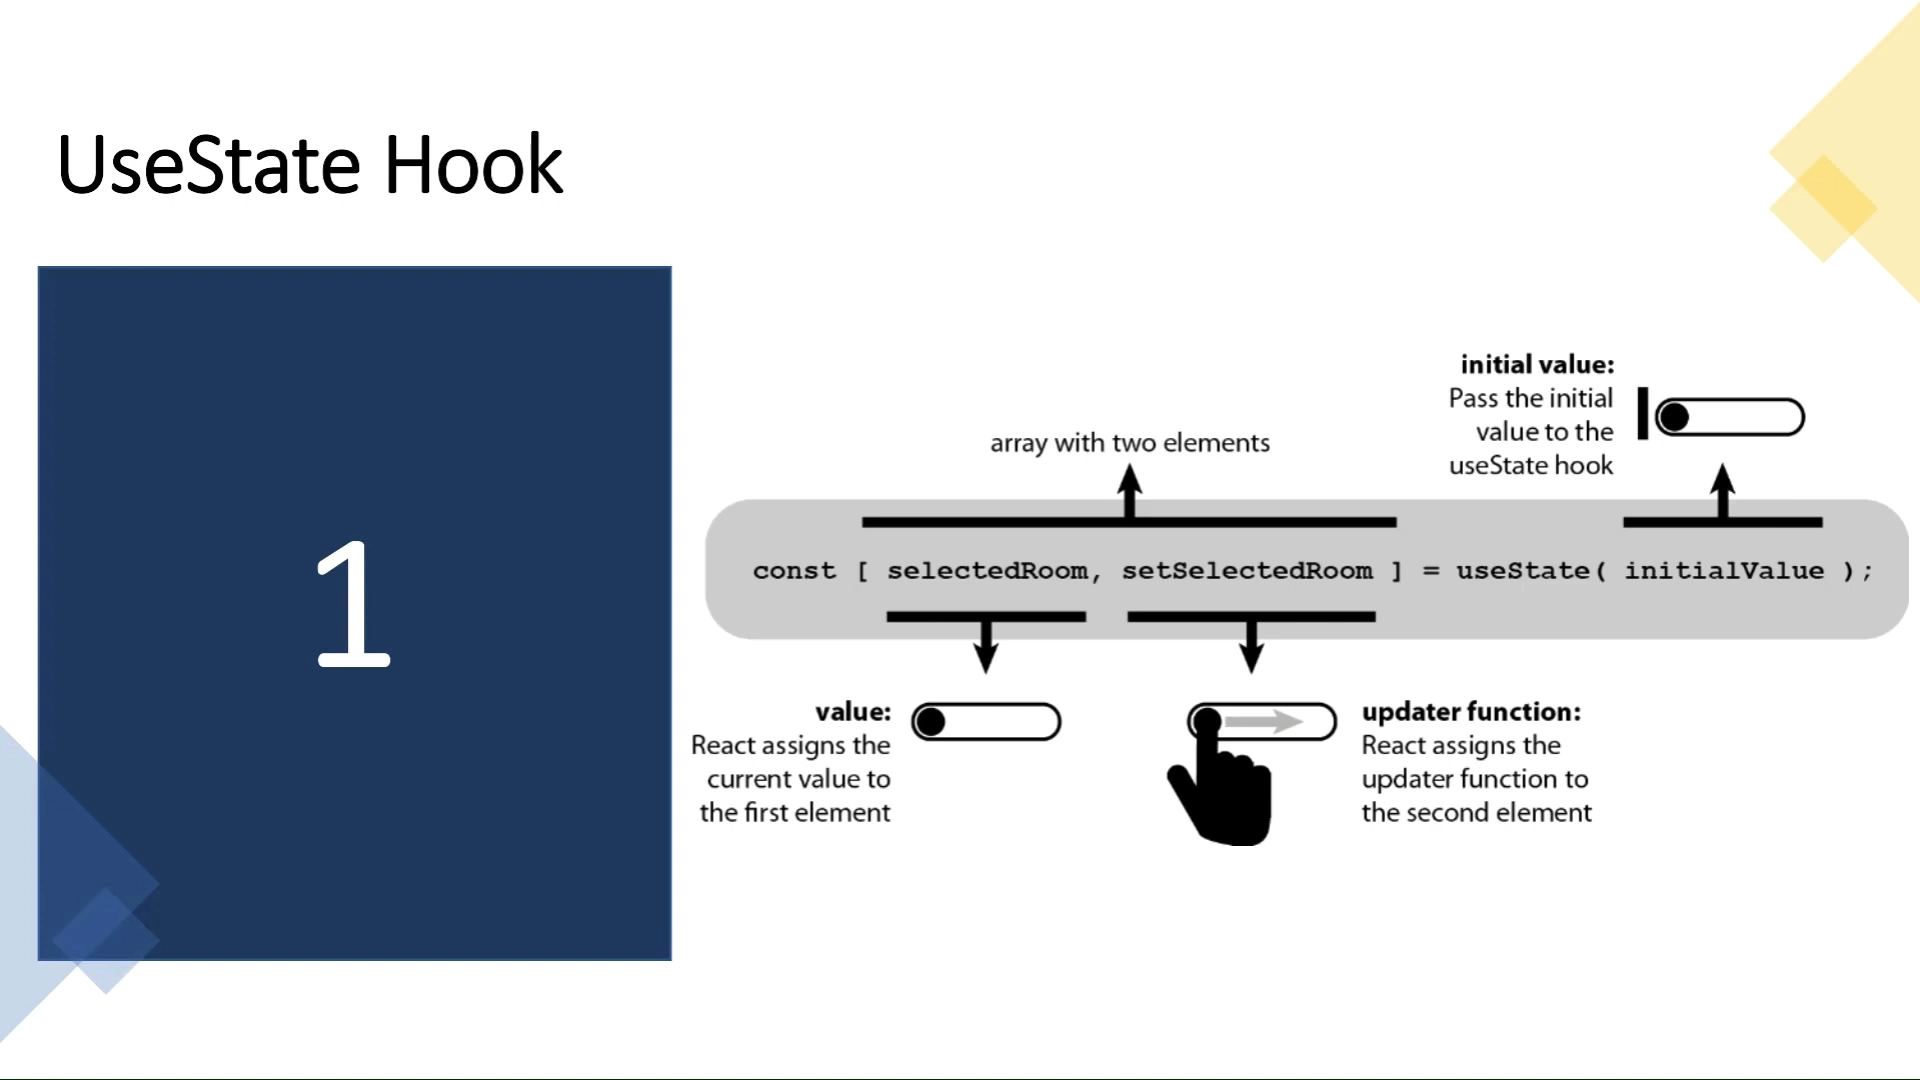 UseState Hook
1
initial value:
Pass the initial
value to the
useState hook
array with two elements
const [ selectedRoom, setSelectedRoom ] = useState( initialValue );
value:
React assigns the
current value to
the first element
updater function:
React assigns the
updater function to
the second element